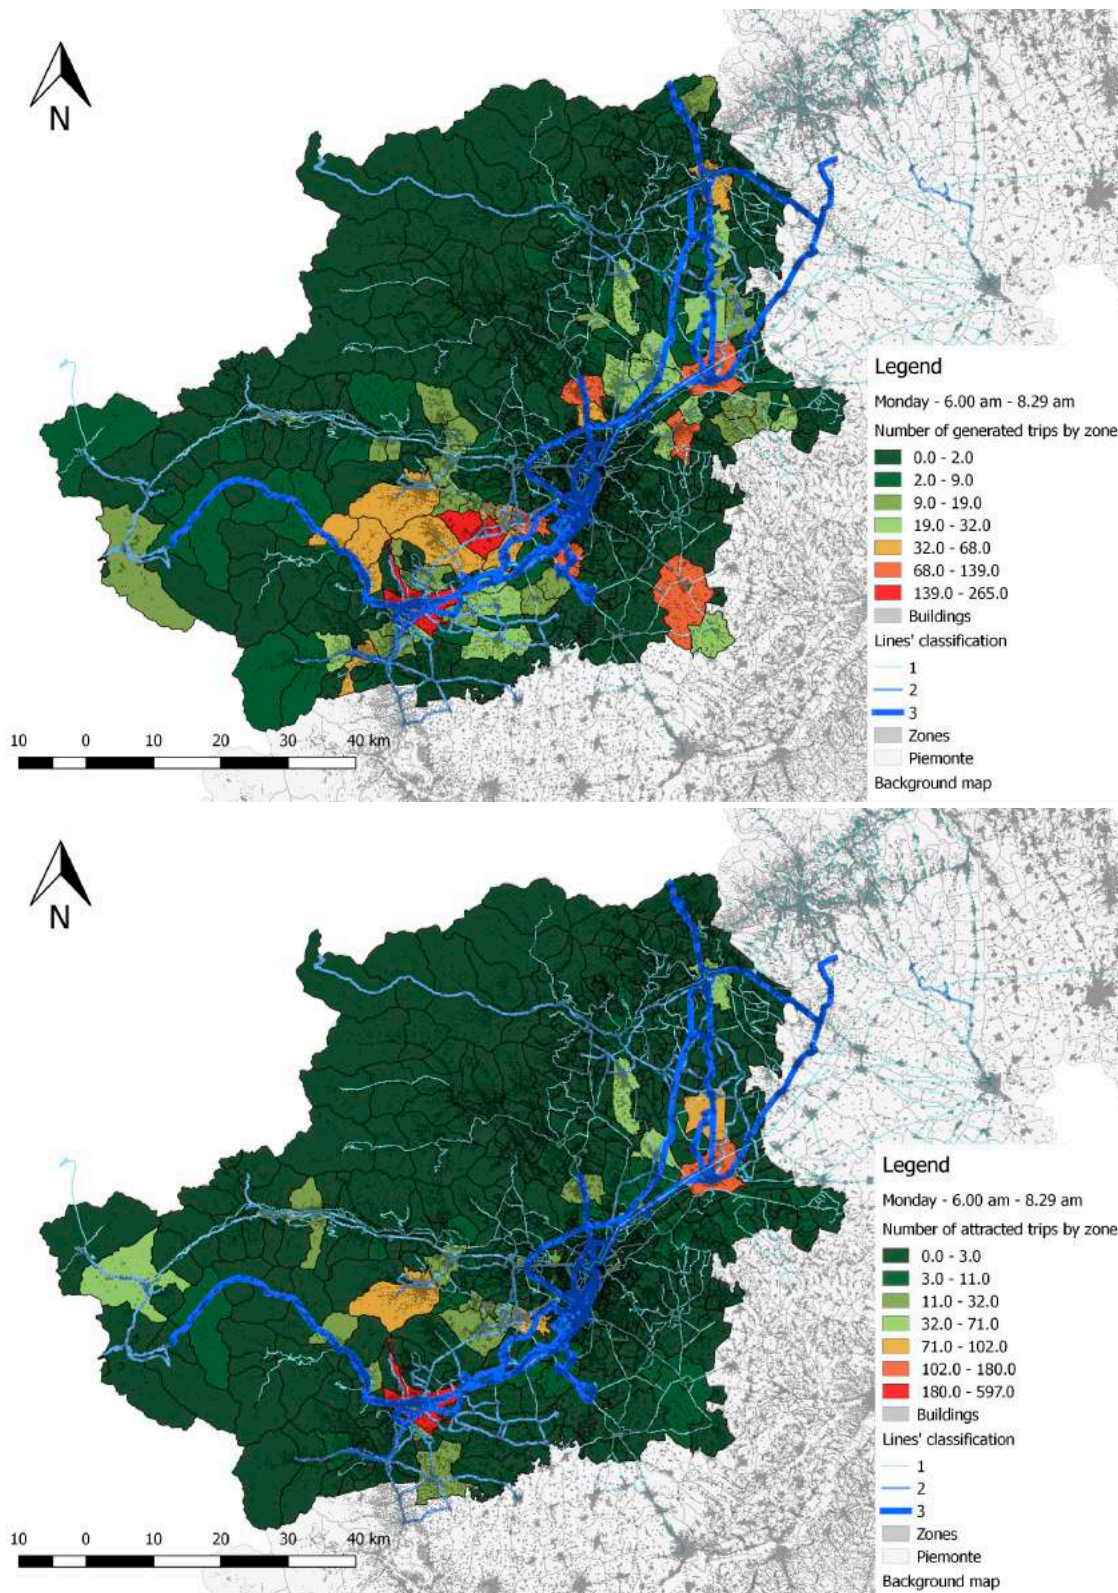 N
Legend
Monday - 6.00 am - 8.29 am
Number of generated trips by zone
0.0 - 2.0
2.0 - 9.0
9.0 - 19.0
19.0 - 32.0
32.0 - 68.0
68.0 - 139.0
139.0 - 265.0
Buildings
Lines' classification
1
2
3
Zones
Piemonte
Background map
10 0 10 20 30 40 km
N
Legend
Monday - 6.00 am - 8.29 am
Number of attracted trips by zone
0.0 - 3.0
3.0 - 11.0
11.0 - 32.0
32.0 - 71.0
71.0 - 102.0
102.0 - 180.0
180.0 - 597.0
Buildings
Lines' classification
1
2
3
Zones
Piemonte
Background map
10 0 10 20 30 40 km